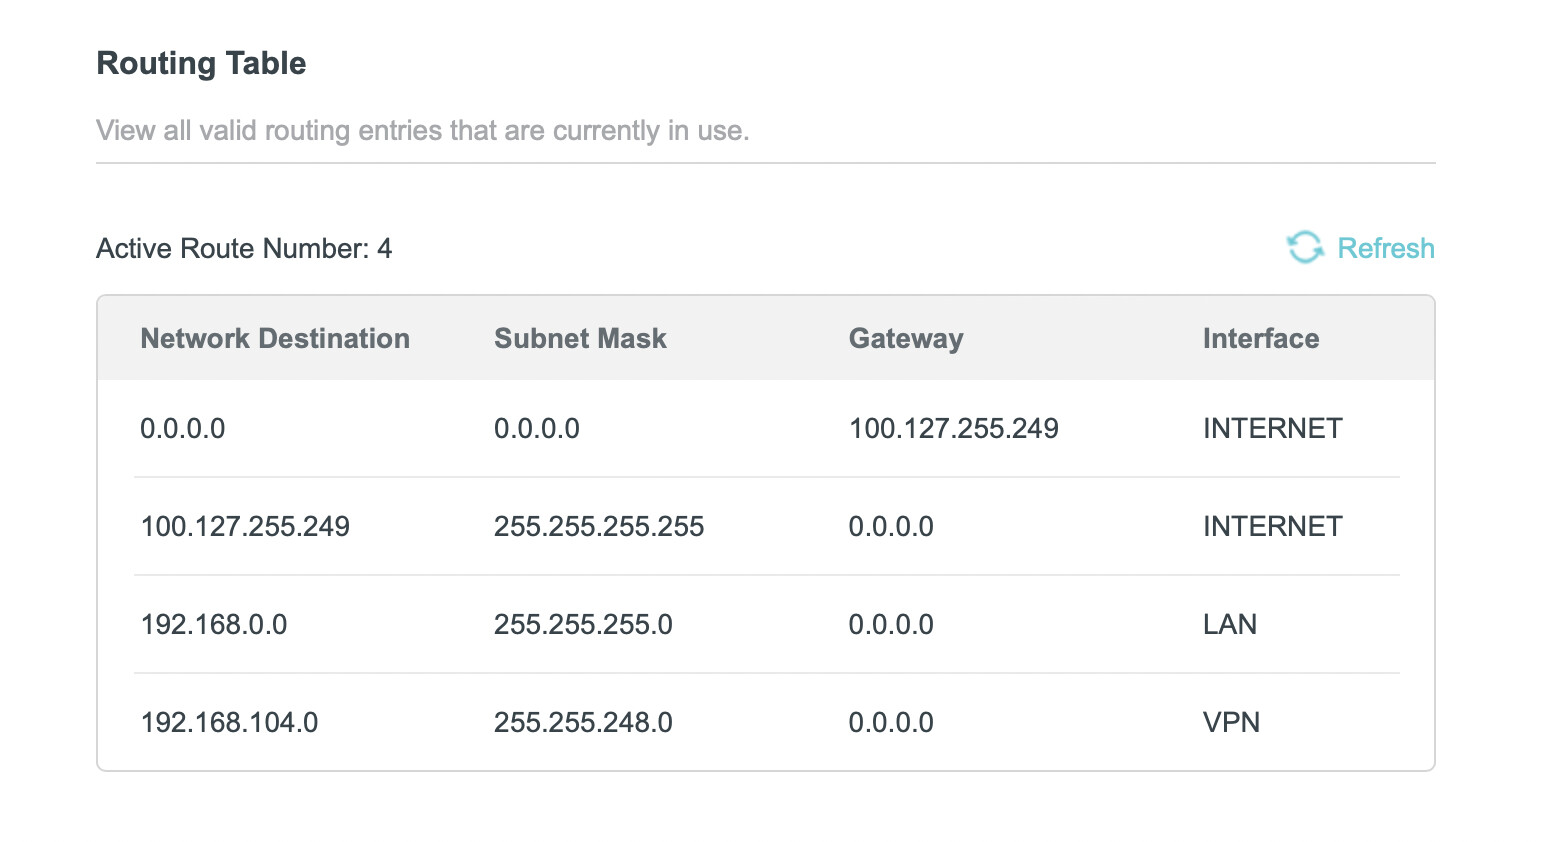 Routing Table
View all valid routing entries that are currently in use.
Active Route Number: 4 Refresh
Network Destination Subnet Mask Gateway Interface
0.0.0.0 0.0.0.0 100.127.255.249 INTERNET
100.127.255.249 255.255.255.255 0.0.0.0 INTERNET
192.168.0.0 255.255.255.0 0.0.0.0 LAN
192.168.104.0 255.255.248.0 0.0.0.0 VPN